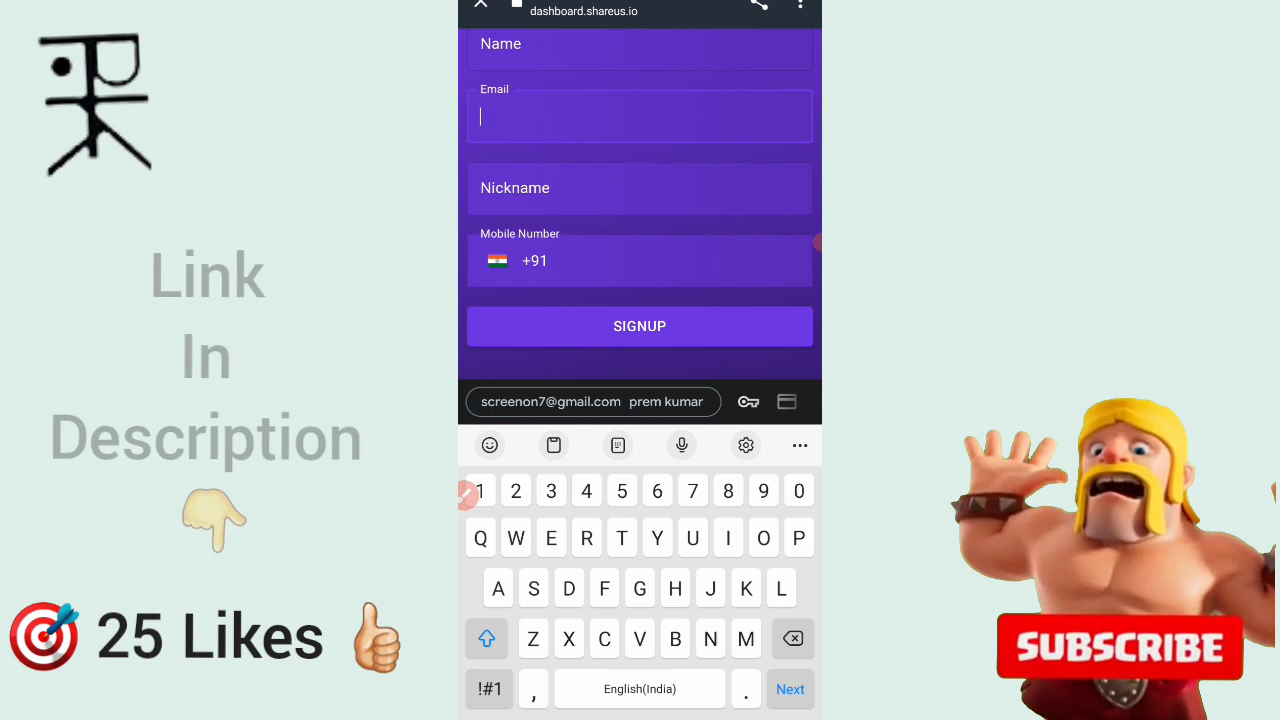 dashboard.shareus.io
Name
Email
Nickname
Mobile Number
+91
SIGNUP
screenon7@gmail.com prem kumar
1 2 3 4 5 6 7 8 9 0
Q W E R T Y U I O P
A S D F G H J K L
Z X C V B N M
!#1 , English(India) . Next
Link
In
Description
25 Likes
SUBSCRIBE